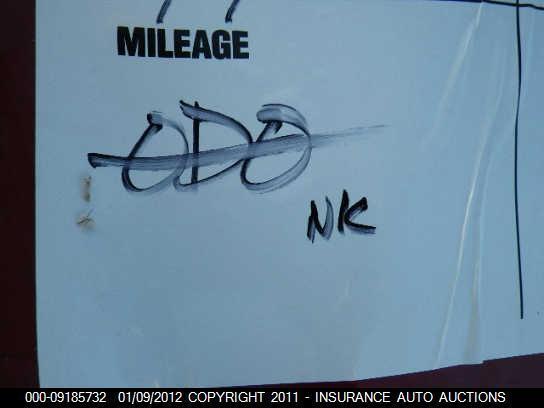 MILEAGE
ODO
NK
000-09185732 01/09/2012 COPYRIGHT 2011 - INSURANCE AUTO AUCTIONS